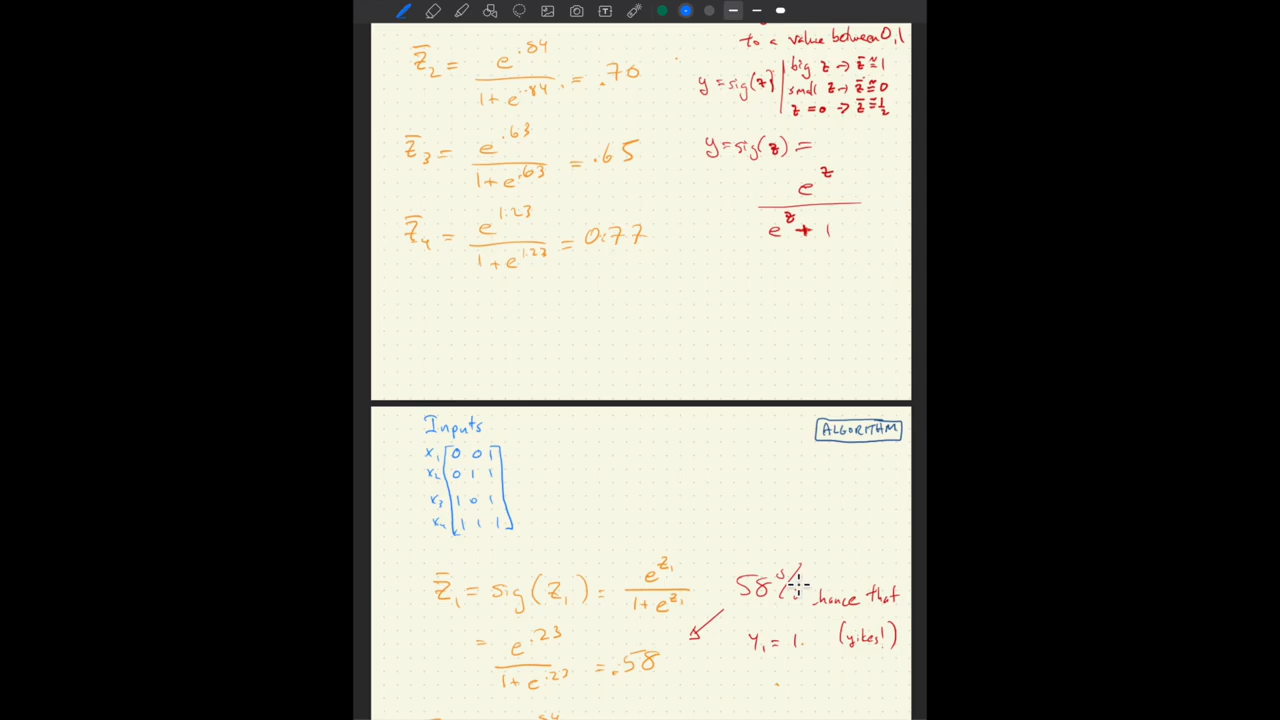 to a value between 0,1
z̄₂ = e^.84 / 1 + e^.84 = .70
y = sig(z) | big z → z̄ ≅ 1
small z → z̄ ≅ 0
z = 0 → z̄ ≅ 1/2
z̄₃ = e^.63 / 1 + e^.63 = .65
y = sig(z) =
e^z / e^z + 1
z̄₄ = e^1.23 / 1 + e^1.23 = 0.77
Inputs
ALGORITHM
x₁ 0 0 1
x₂ 0 1 1
x₃ 1 0 1
x₄ 1 1 1
z̄₁ = sig(z₁) = e^z₁ / 1 + e^z₁
= e^.23 / 1 + e^.23 = .58
58% hance that
y₁ = 1. (yikes!)